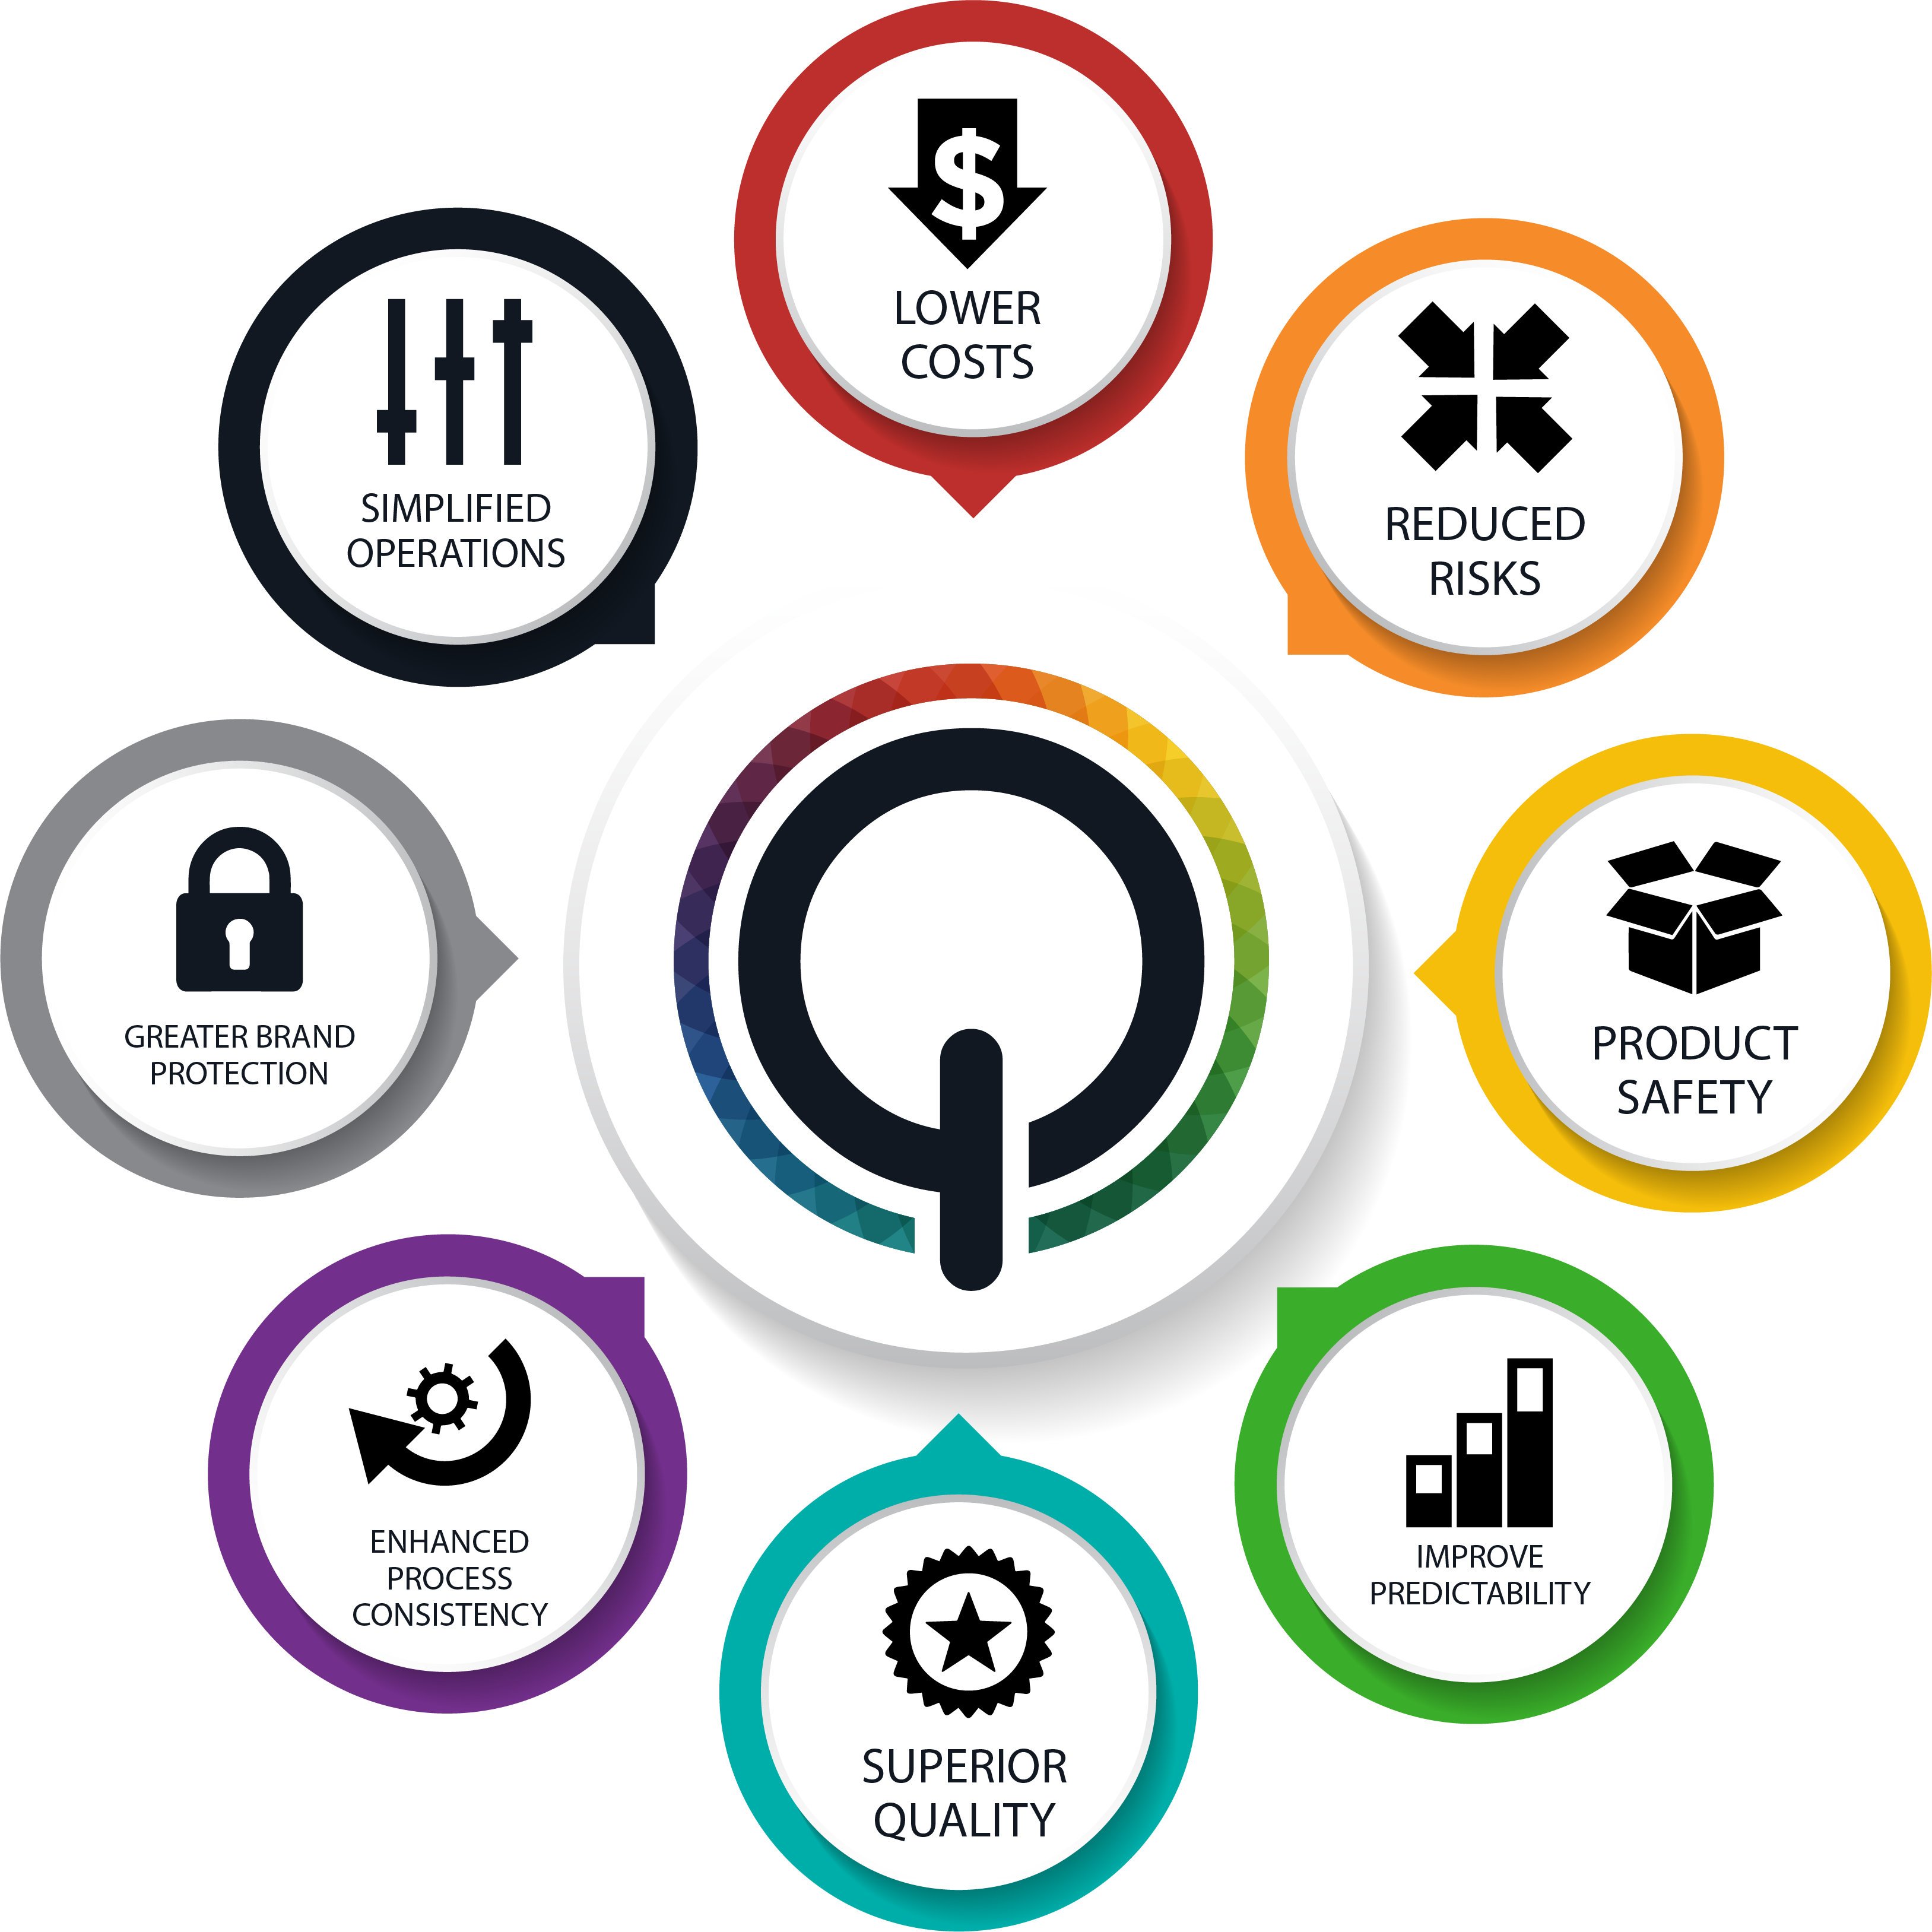 LOWER
COSTS
REDUCED
RISKS
PRODUCT
SAFETY
IMPROVE
PREDICTABILITY
SUPERIOR
QUALITY
ENHANCED
PROCESS
CONSISTENCY
GREATER BRAND
PROTECTION
SIMPLIFIED
OPERATIONS
$